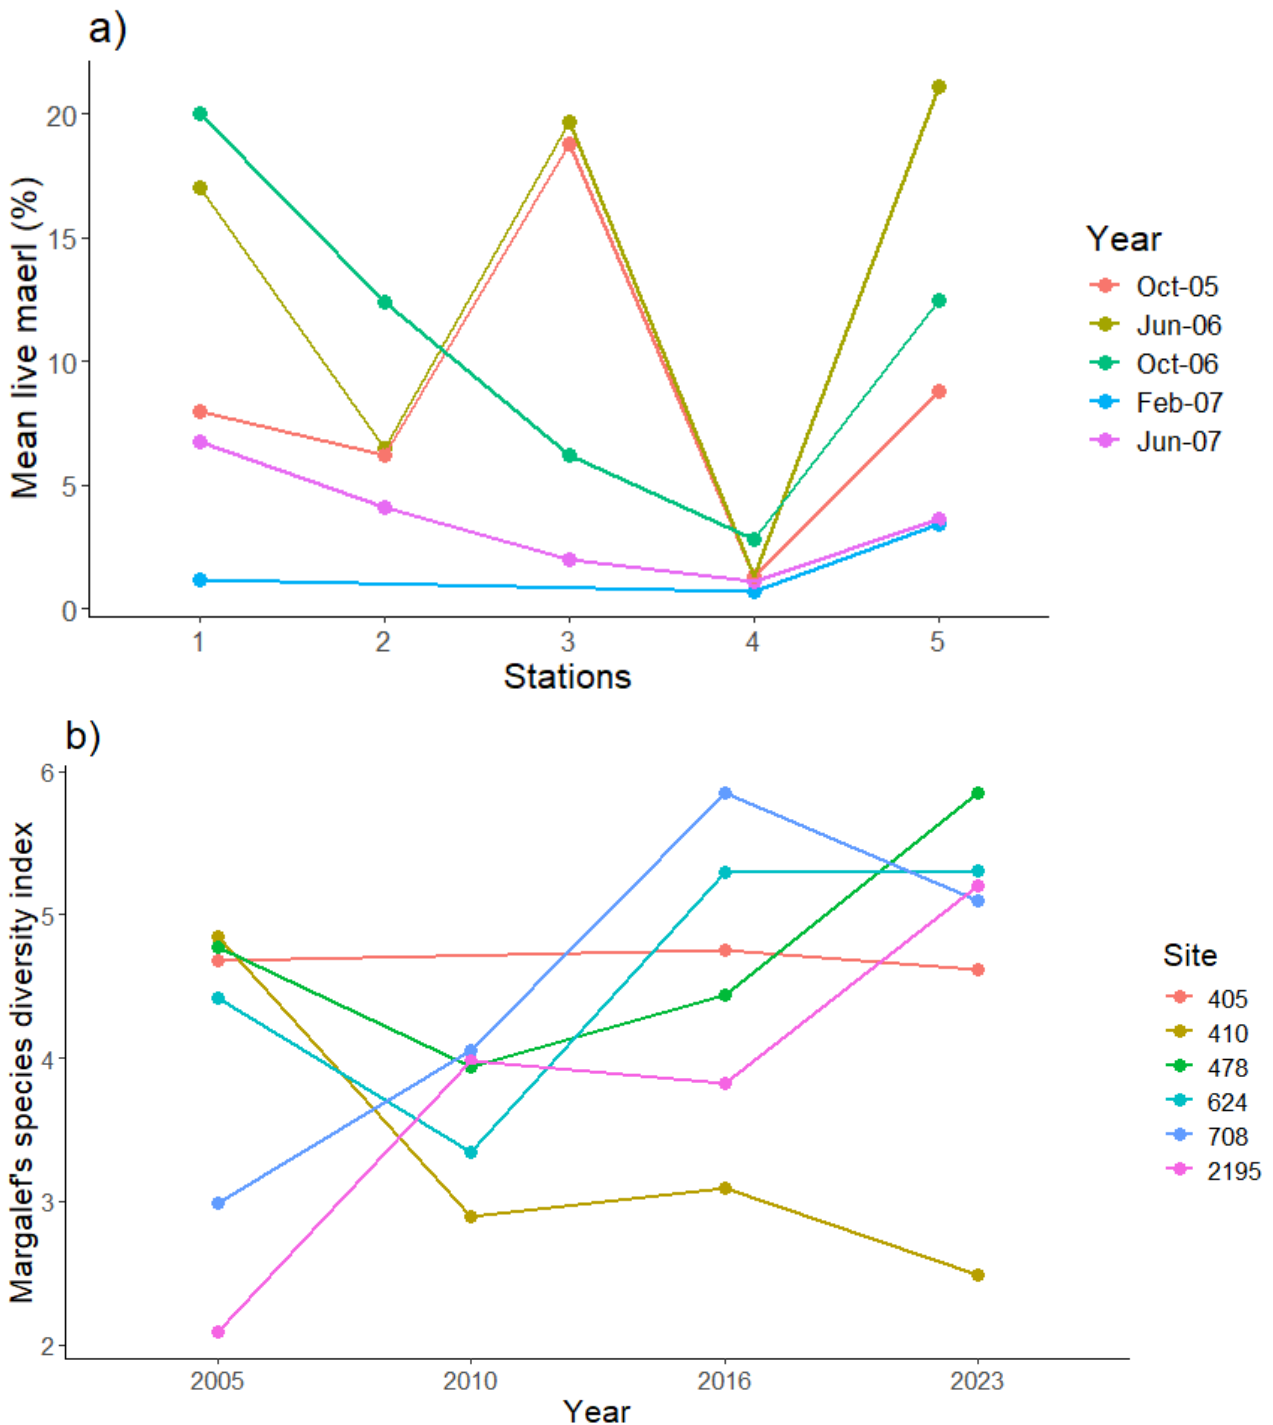 a)
Mean live maerl (%)
20
15
10
5
0
1 2 3 4 5
Stations
Year
Oct-05
Jun-06
Oct-06
Feb-07
Jun-07
b)
Margalef's species diversity index
6
5
4
3
2
2005 2010 2016 2023
Year
Site
405
410
478
624
708
2195